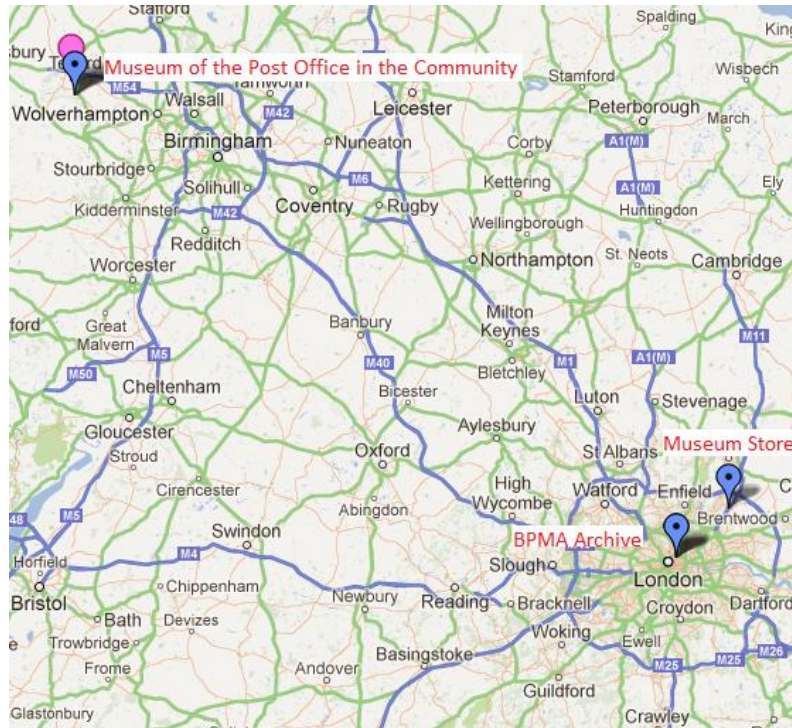 Stafford
Spalding
King
sbury
Museum of the Post Office in the Community
M54
Tamworth
Leicester
Stamford
Wisbech
Wolverhampton
Walsall
M42
Peterborough
March
Birmingham
Nuneaton
Corby
A1(M)
Stourbridge
M6
Solihull
Kettering
A1(M)
Ely
Kidderminster
M42
Coventry
Rugby
Huntingdon
Redditch
Wellingborough
Worcester
Northampton
St. Neots
Cambridge
ford
Great
Malvern
Banbury
Milton
Keynes
M5
M11
M40
Bletchley
M1
A1(M)
M50
Cheltenham
Bicester
Luton
Stevenage
Gloucester
Aylesbury
Museum Store
Stroud
Oxford
St Albans
Cirencester
High
Wycombe
Watford
Enfield
C
Abingdon
48
M5
Brentwood
Swindon
BPMA Archive
Horfield
M4
Slough
London
Bristol
Chippenham
Newbury
Reading
Bracknell
Dartford
Bath
Devizes
Croydon
Trowbridge
Woking
Ewell
e
Frome
Basingstoke
M25
M25
M26
Andover
Guildford
Glastonbury
Crawley